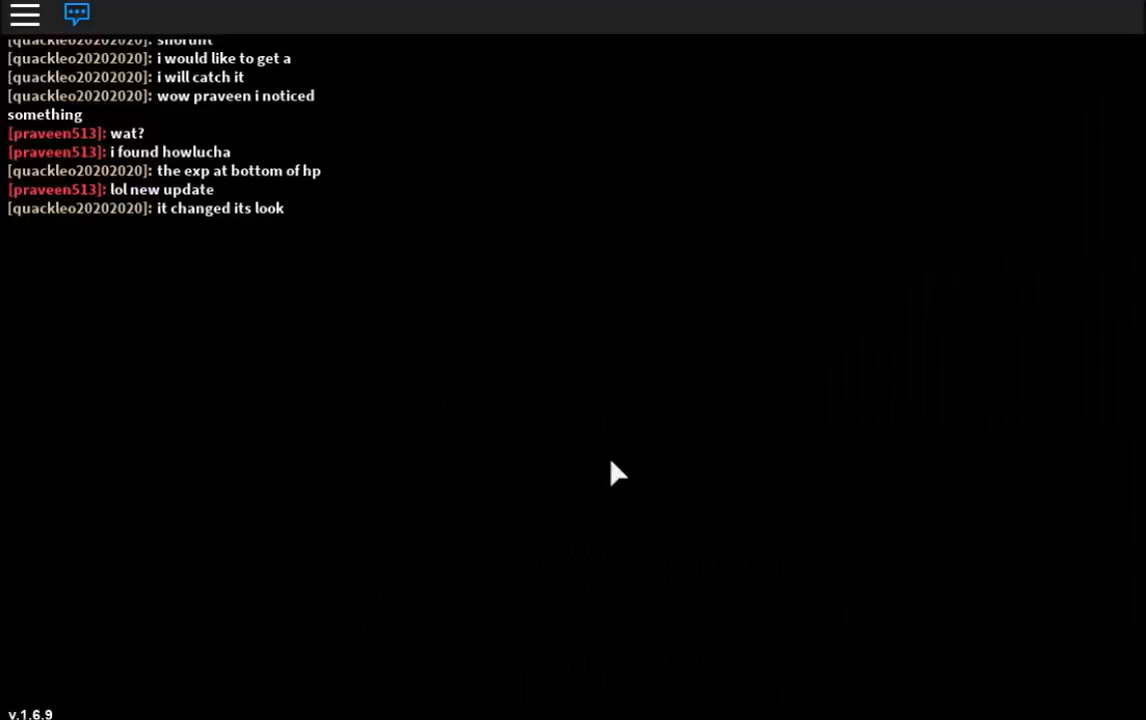 [quackleo20202020]: snorunt
[quackleo20202020]: i would like to get a
[quackleo20202020]: i will catch it
[quackleo20202020]: wow praveen i noticed
something
[praveen513]: wat?
[praveen513]: i found howlucha
[quackleo20202020]: the exp at bottom of hp
[praveen513]: lol new update
[quackleo20202020]: it changed its look
v.1.6.9